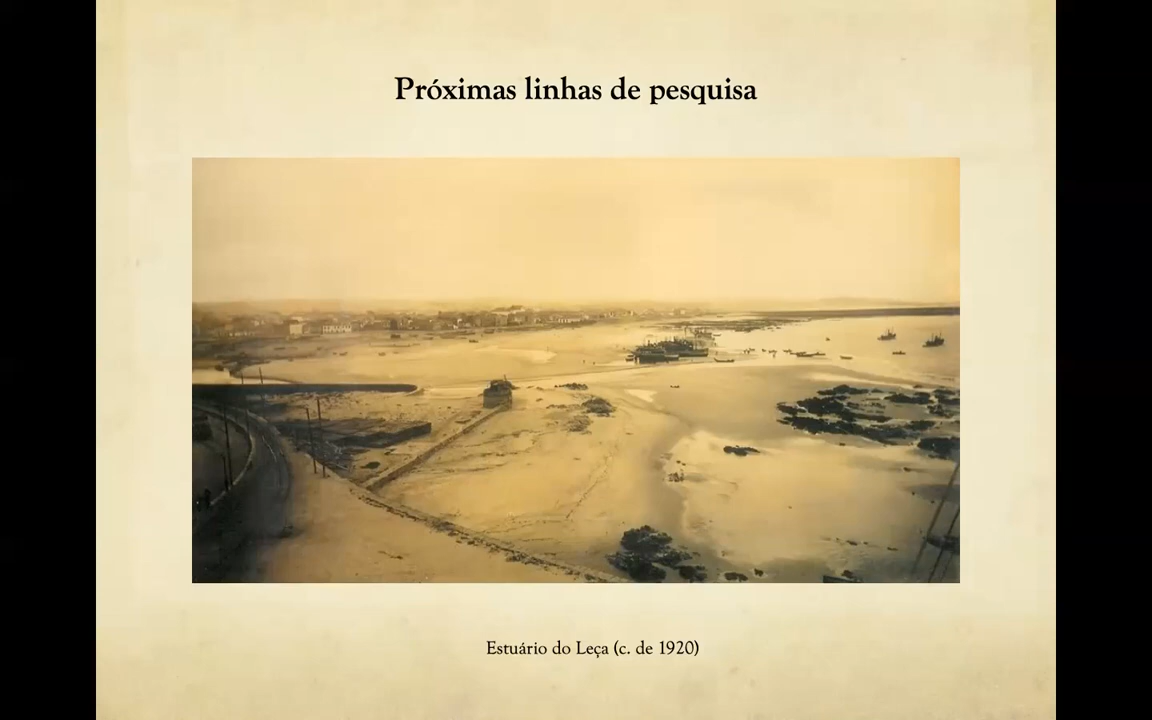 Próximas linhas de pesquisa
Estuário do Leça (c. de 1920)